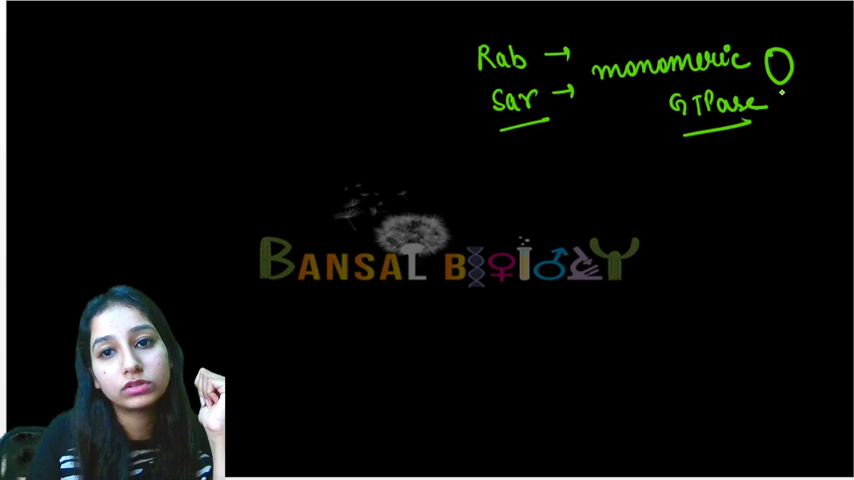 Rab → monomeric
Sar → GTPase
BANSAL BIOLOGY